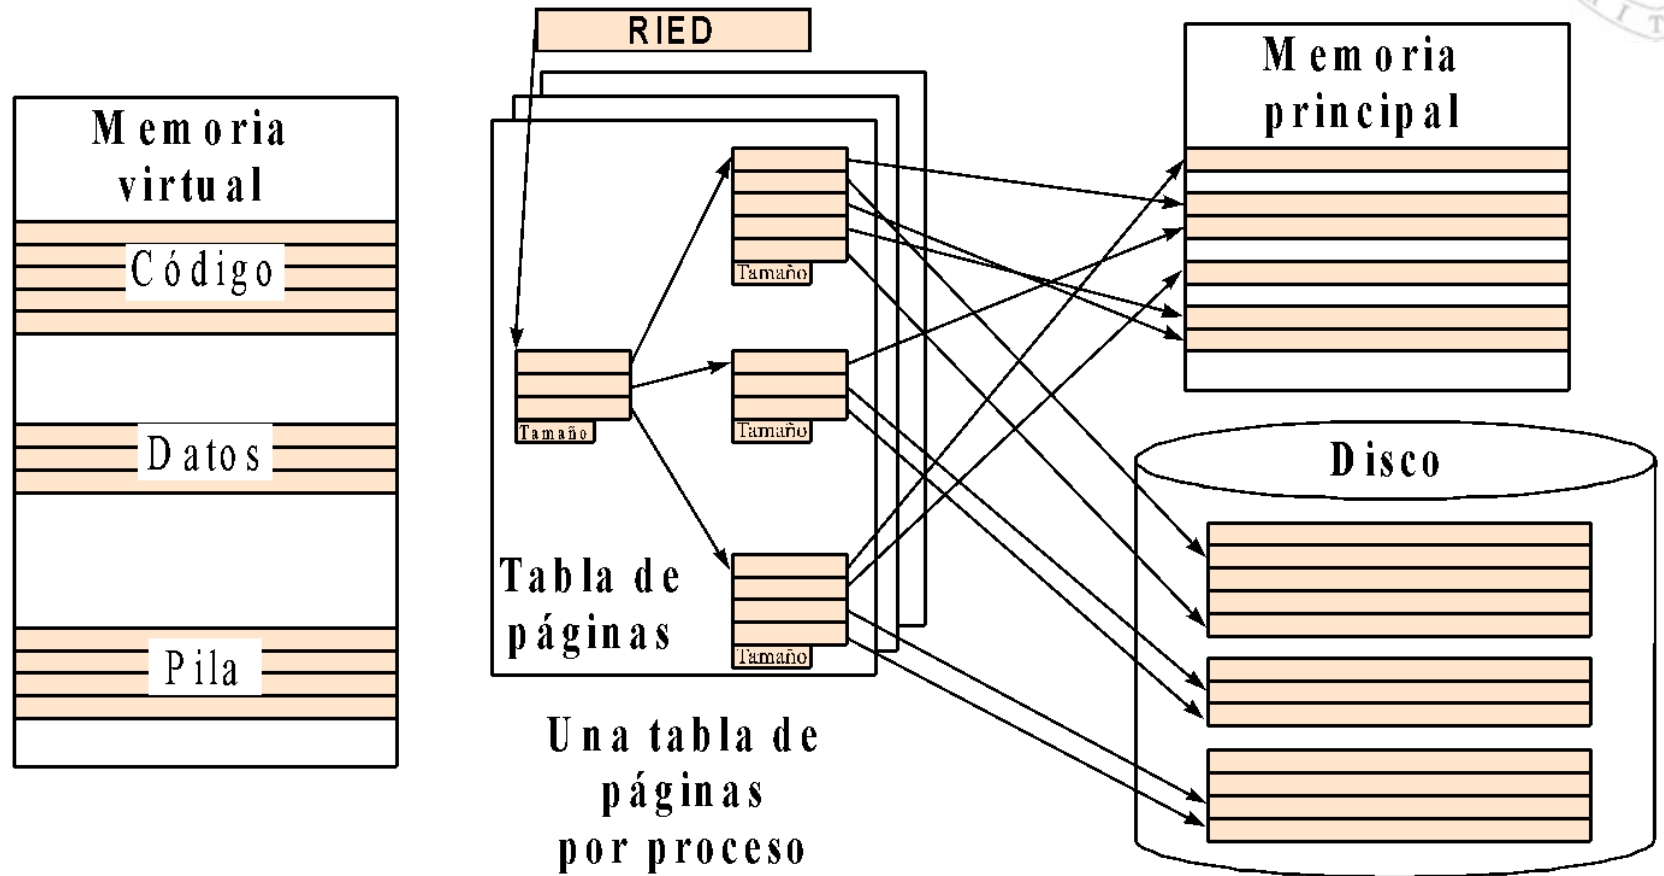 RIED
Memoria
virtual
Código
Datos
Pila
Tamaño
Tamaño
Tamaño
Tamaño
Tabla de
páginas
Una tabla de
páginas
por proceso
Memoria
principal
Disco